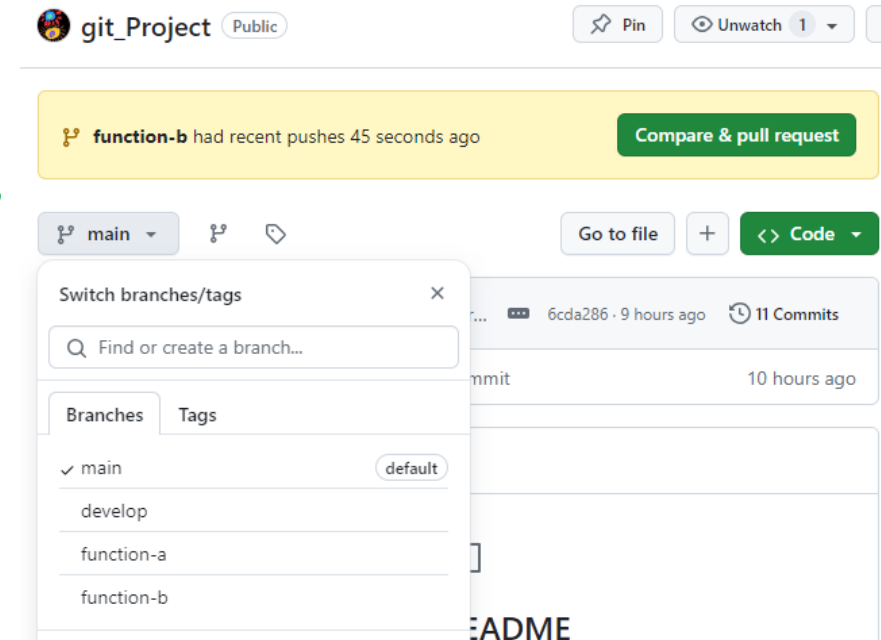 git_Project Public Pin Unwatch 1
function-b had recent pushes 45 seconds ago Compare & pull request
main Go to file + <> Code
Switch branches/tags
r... 6cda286 · 9 hours ago 11 Commits
Find or create a branch...
mmit 10 hours ago
Branches Tags
main default
develop
function-a
function-b
README